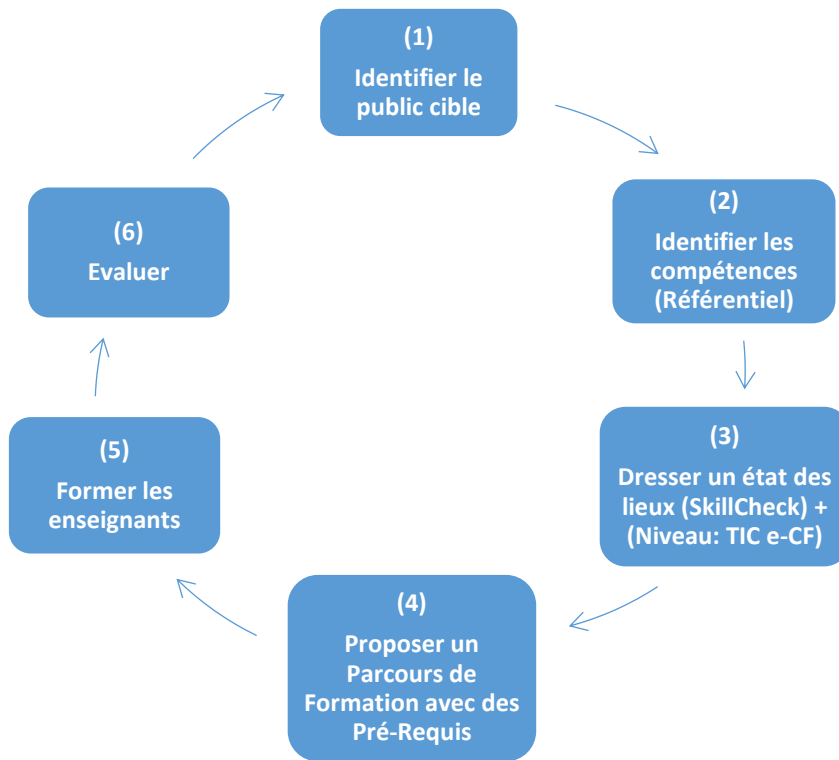 (1)
Identifier le
public cible
(2)
Identifier les
compétences
(Référentiel)
(3)
Dresser un état des
lieux (SkillCheck) +
(Niveau: TIC e-CF)
(4)
Proposer un
Parcours de
Formation avec des
Pré-Requis
(5)
Former les
enseignants
(6)
Evaluer